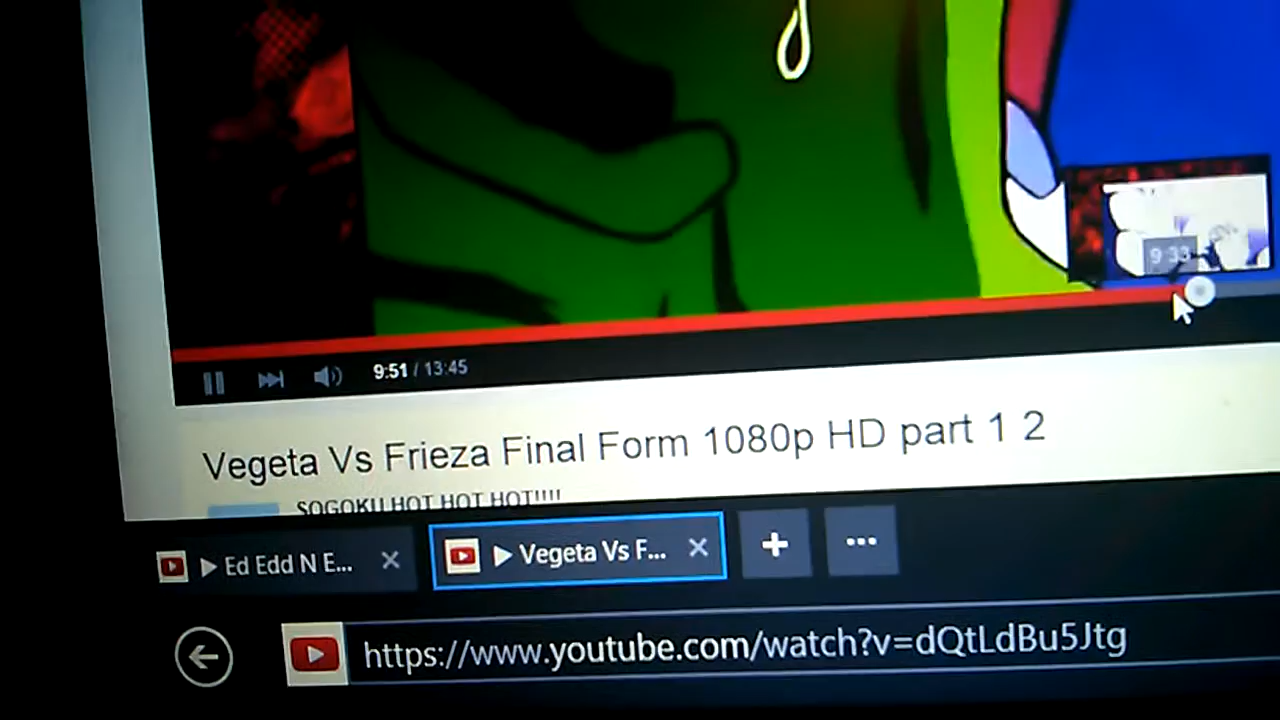 9:33
9:51 / 13:45
Vegeta Vs Frieza Final Form 1080p HD part 1 2
SOGOKU HOT HOT HOT!!!!
Ed Edd N E...
Vegeta Vs F...
https://www.youtube.com/watch?v=dQtLdBu5Jtg